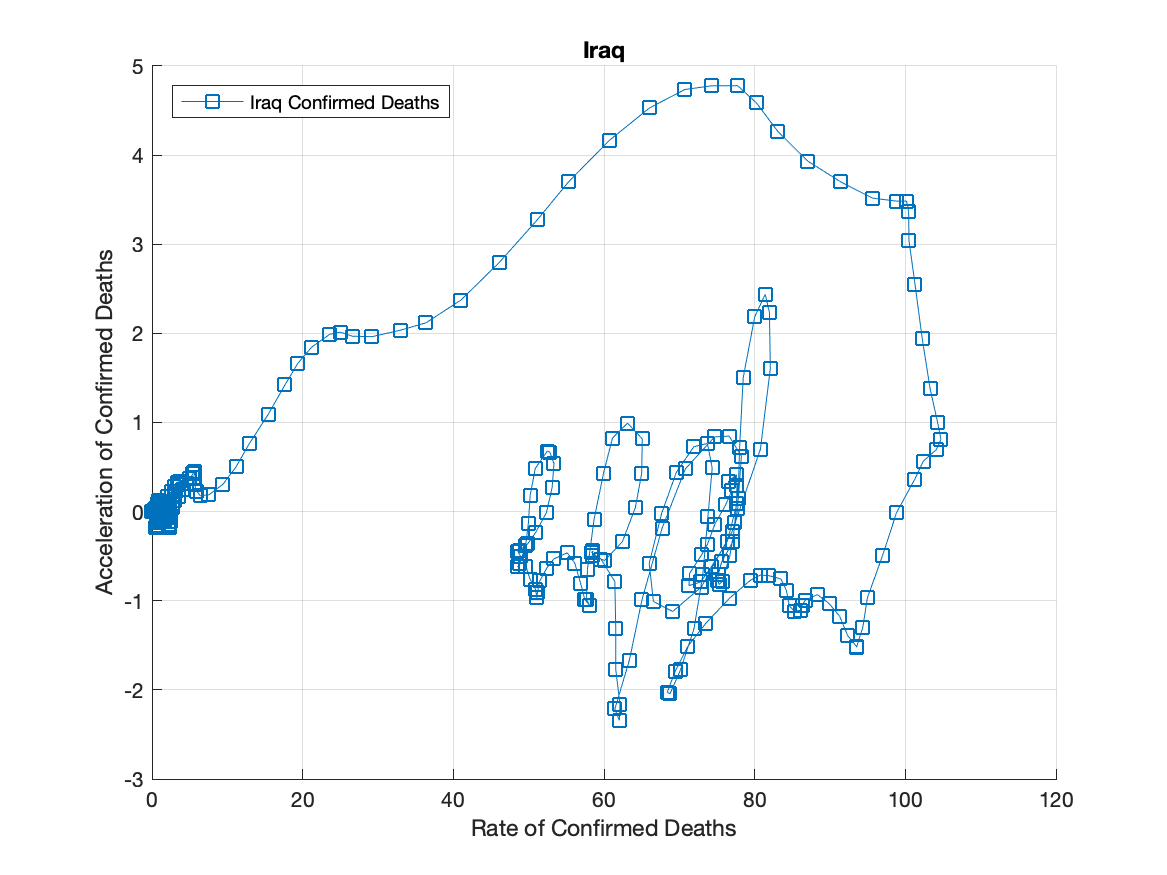 Iraq
Iraq Confirmed Deaths
5
4
3
2
1
0
-1
-2
-3
0 20 40 60 80 100 120
Acceleration of Confirmed Deaths
Rate of Confirmed Deaths